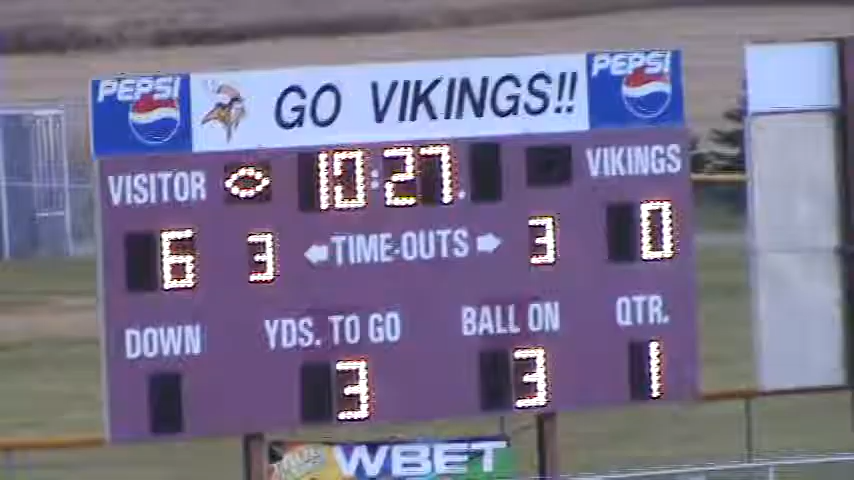 PEPSI GO VIKINGS!! PEPSI
VISITOR 10:27 VIKINGS
6 3 TIME-OUTS 3 0
DOWN YDS. TO GO BALL ON QTR.
3 3 1
WBET